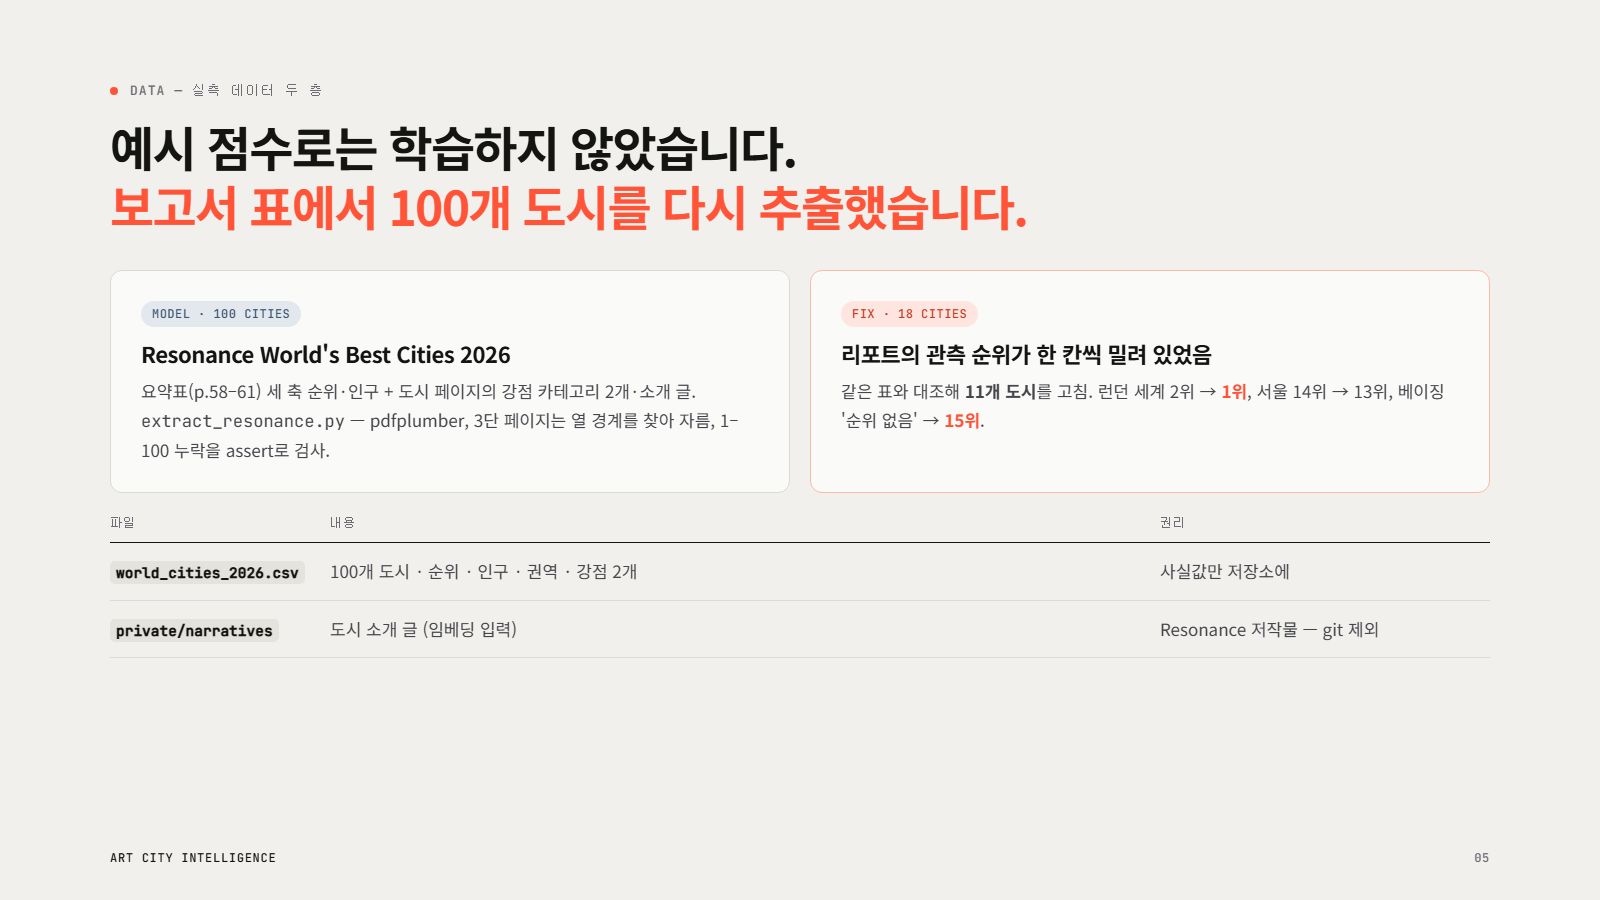 DATA — 실측 데이터 두 층
예시 점수로는 학습하지 않았습니다.
보고서 표에서 100개 도시를 다시 추출했습니다.
MODEL · 100 CITIES
Resonance World's Best Cities 2026
요약표(p.58–61) 세 축 순위·인구 + 도시 페이지의 강점 카테고리 2개·소개 글.
extract_resonance.py — pdfplumber, 3단 페이지는 열 경계를 찾아 자름, 1–
100 누락을 assert로 검사.
FIX · 18 CITIES
리포트의 관측 순위가 한 칸씩 밀려 있었음
같은 표와 대조해 11개 도시를 고침. 런던 세계 2위 → 1위, 서울 14위 → 13위, 베이징
'순위 없음' → 15위.
파일 내용 권리
world_cities_2026.csv 100개 도시 · 순위 · 인구 · 권역 · 강점 2개 사실값만 저장소에
private/narratives 도시 소개 글 (임베딩 입력) Resonance 저작물 — git 제외
ART CITY INTELLIGENCE 05